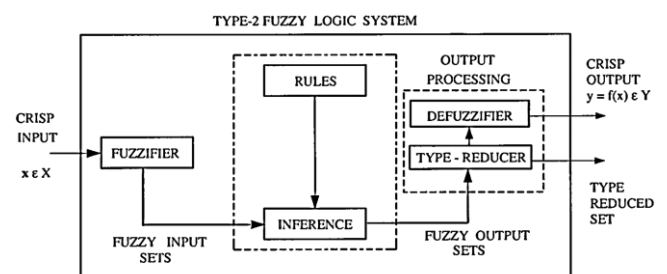 TYPE-2 FUZZY LOGIC SYSTEM
OUTPUT
PROCESSING
CRISP
OUTPUT
y = f(x) ε Y
RULES
DEFUZZIFIER
CRISP
INPUT
x ε X
FUZZIFIER
TYPE - REDUCER
INFERENCE
TYPE
REDUCED
SET
FUZZY INPUT
SETS
FUZZY OUTPUT
SETS